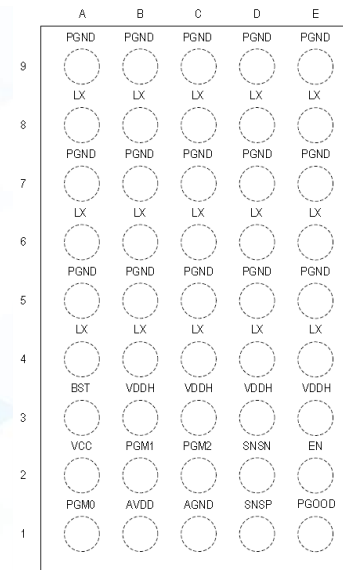 A B C D E
PGND PGND PGND PGND PGND
9
LX LX LX LX LX
8
PGND PGND PGND PGND PGND
7
LX LX LX LX LX
6
PGND PGND PGND PGND PGND
5
LX LX LX LX LX
4
BST VDDH VDDH VDDH VDDH
3
VCC PGM1 PGM2 SNSN EN
2
PGM0 AVDD AGND SNSP PGOOD
1